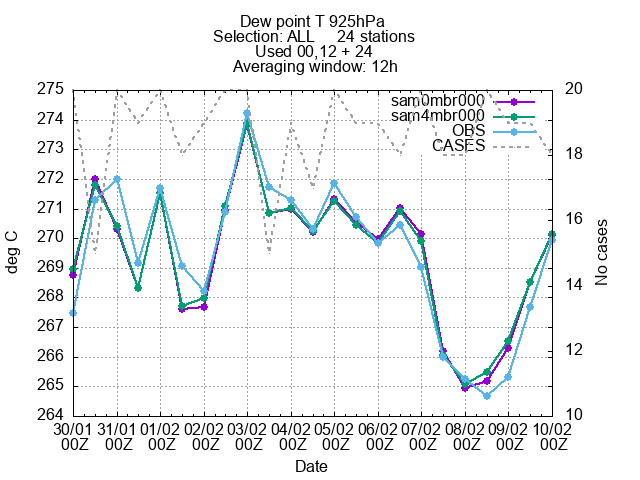 Dew point T 925hPa
Selection: ALL 24 stations
Used 00,12 + 24
Averaging window: 12h
275 20
sam0mbr000
274
sam4mbr000
OBS
273
CASES
18
272
271
16
270
deg C
No cases
269
14
268
267
12
266
265
264 10
30/01 31/01 01/02 02/02 03/02 04/02 05/02 06/02 07/02 08/02 09/02 10/02
00Z 00Z 00Z 00Z 00Z 00Z 00Z 00Z 00Z 00Z 00Z 00Z
Date